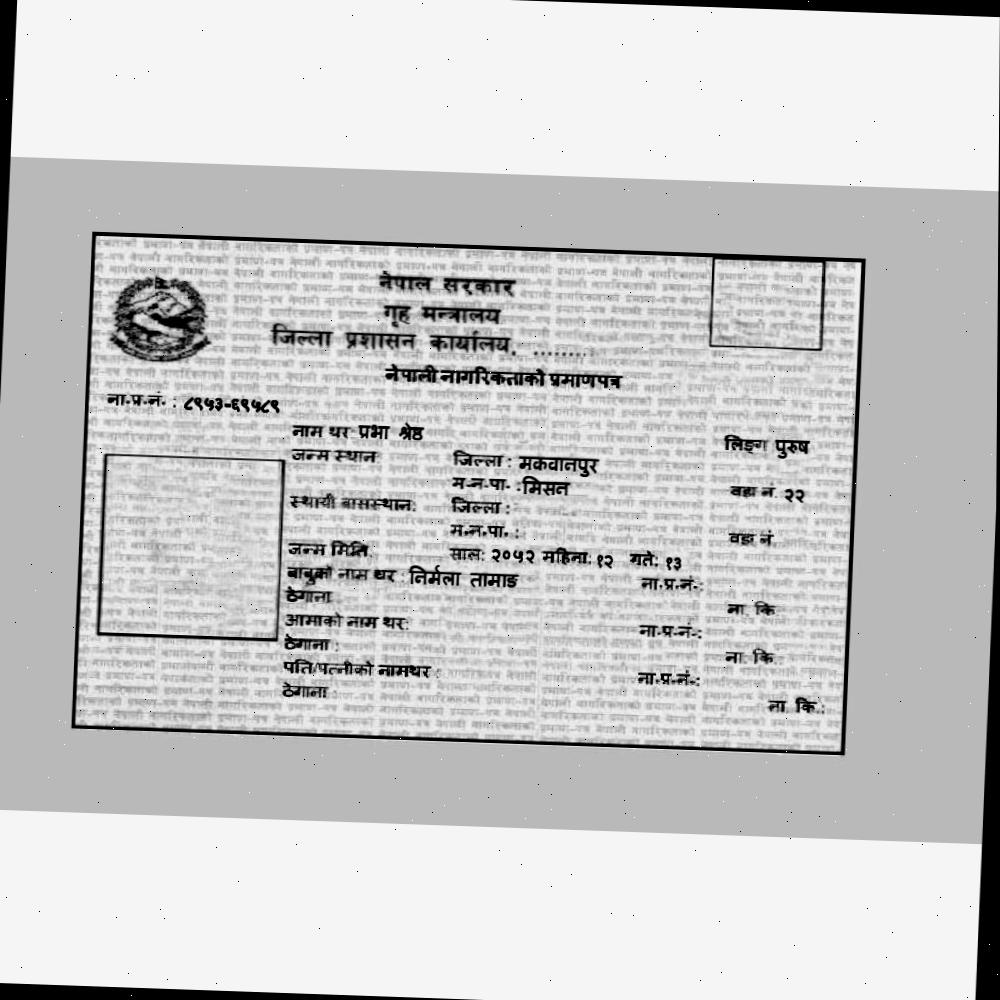 नेपाल सरकार
गृह मन्त्रालय
जिल्ला प्रशासन कार्यालय, ........
नेपाली नागरिकताको प्रमाणपत्र
ना.प्र.नं. : ८९५३-६९५८९
नाम थर: प्रभा श्रेष्ठ लिङ्ग पुरुष
जन्म स्थान: जिल्ला : मकवानपुर
म.न.पा. : मिसन वडा नं. २२
स्थायी बासस्थान: जिल्ला :
म.न.पा. : वडा नं.
जन्म मिति: साल: २०५२ महिना: १२ गते: १३
बाबुको नाम थर : निर्मला तामाङ ना.प्र.नं.:
ठेगाना : ना. कि.:
आमाको नाम थर: ना.प्र.नं.:
ठेगाना : ना. कि.:
पति/पत्नीको नामथर : ना.प्र.नं.:
ठेगाना : ना. कि.: